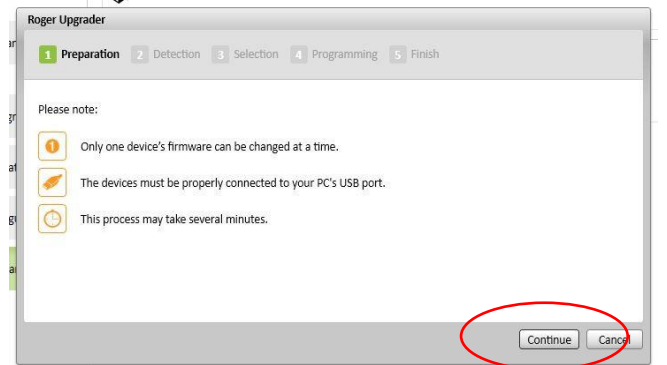 Roger Upgrader
1 Preparation 2 Detection 3 Selection 4 Programming 5 Finish
Please note:
1 Only one device's firmware can be changed at a time.
The devices must be properly connected to your PC's USB port.
This process may take several minutes.
Continue Cancel